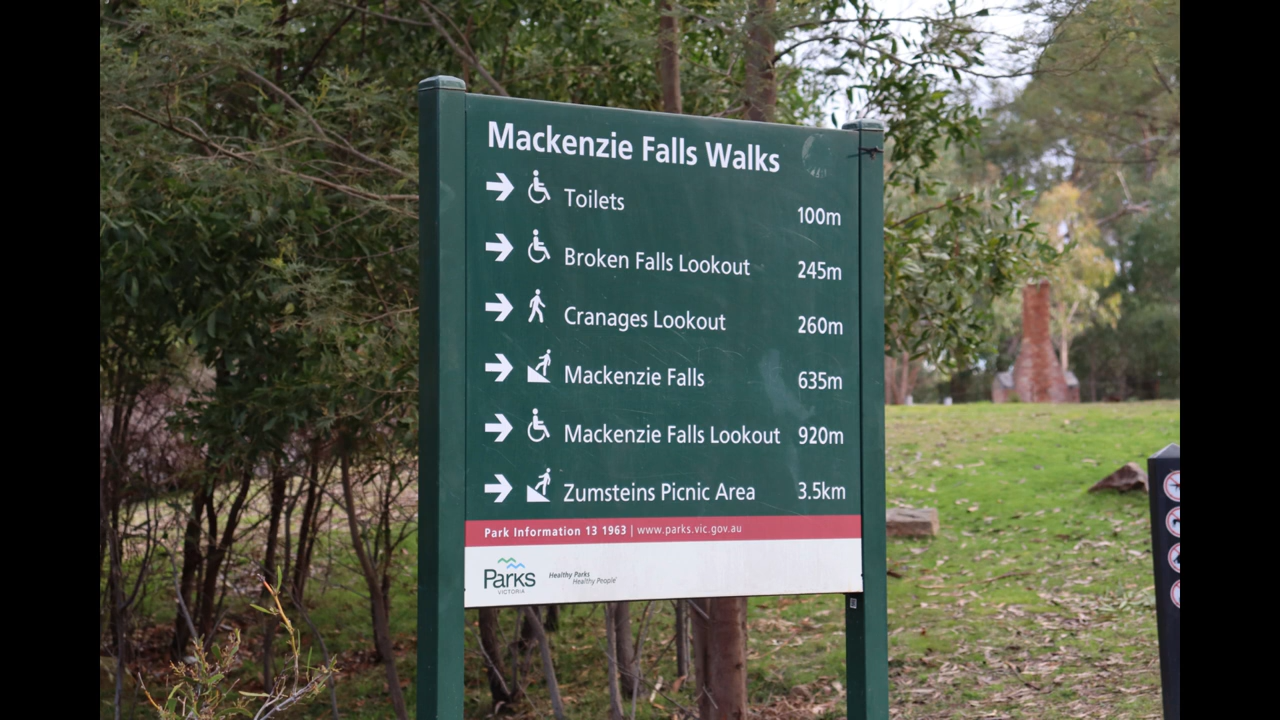 Mackenzie Falls Walks
Toilets 100m
Broken Falls Lookout 245m
Cranages Lookout 260m
Mackenzie Falls 635m
Mackenzie Falls Lookout 920m
Zumsteins Picnic Area 3.5km
Park Information 13 1963 | www.parks.vic.gov.au
Parks
VICTORIA
Healthy Parks
Healthy People